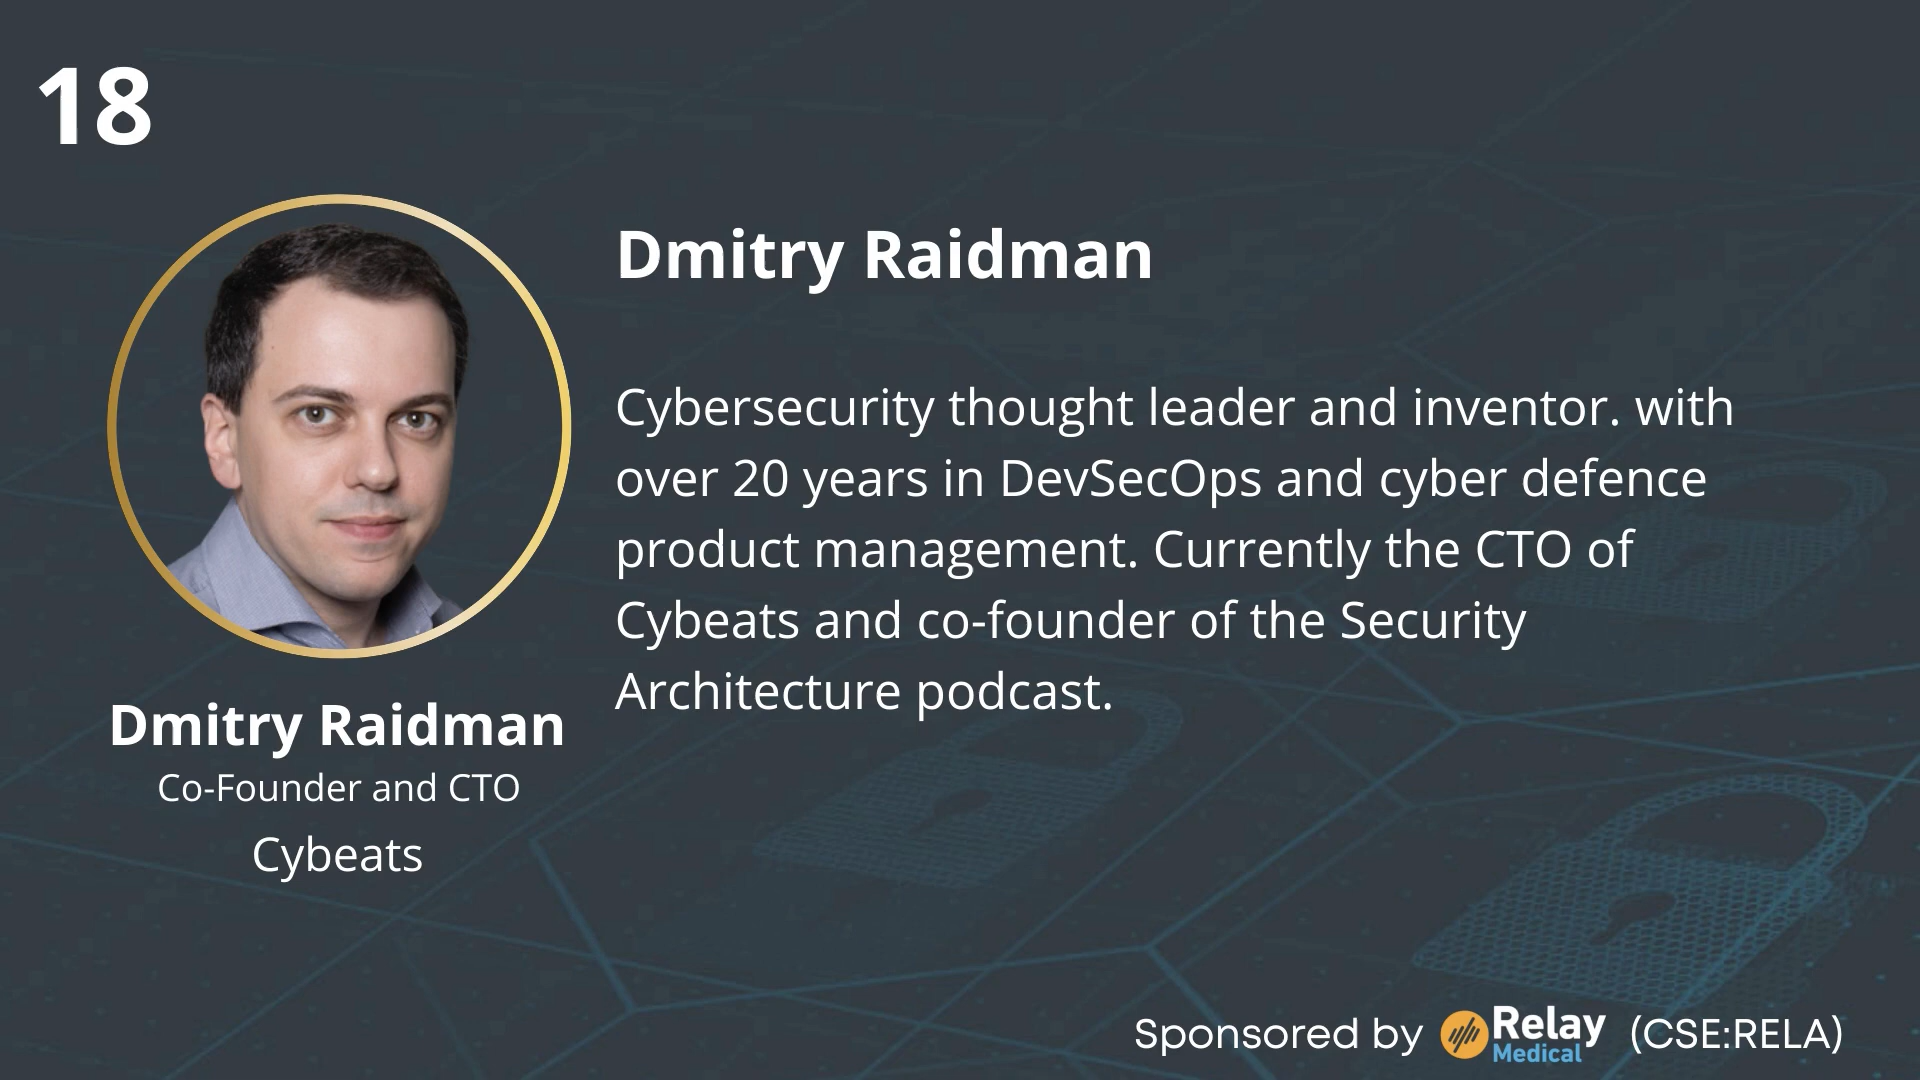 18
Dmitry Raidman
Co-Founder and CTO
Cybeats
Dmitry Raidman
Cybersecurity thought leader and inventor. with
over 20 years in DevSecOps and cyber defence
product management. Currently the CTO of
Cybeats and co-founder of the Security
Architecture podcast.
Sponsored by Relay Medical (CSE:RELA)